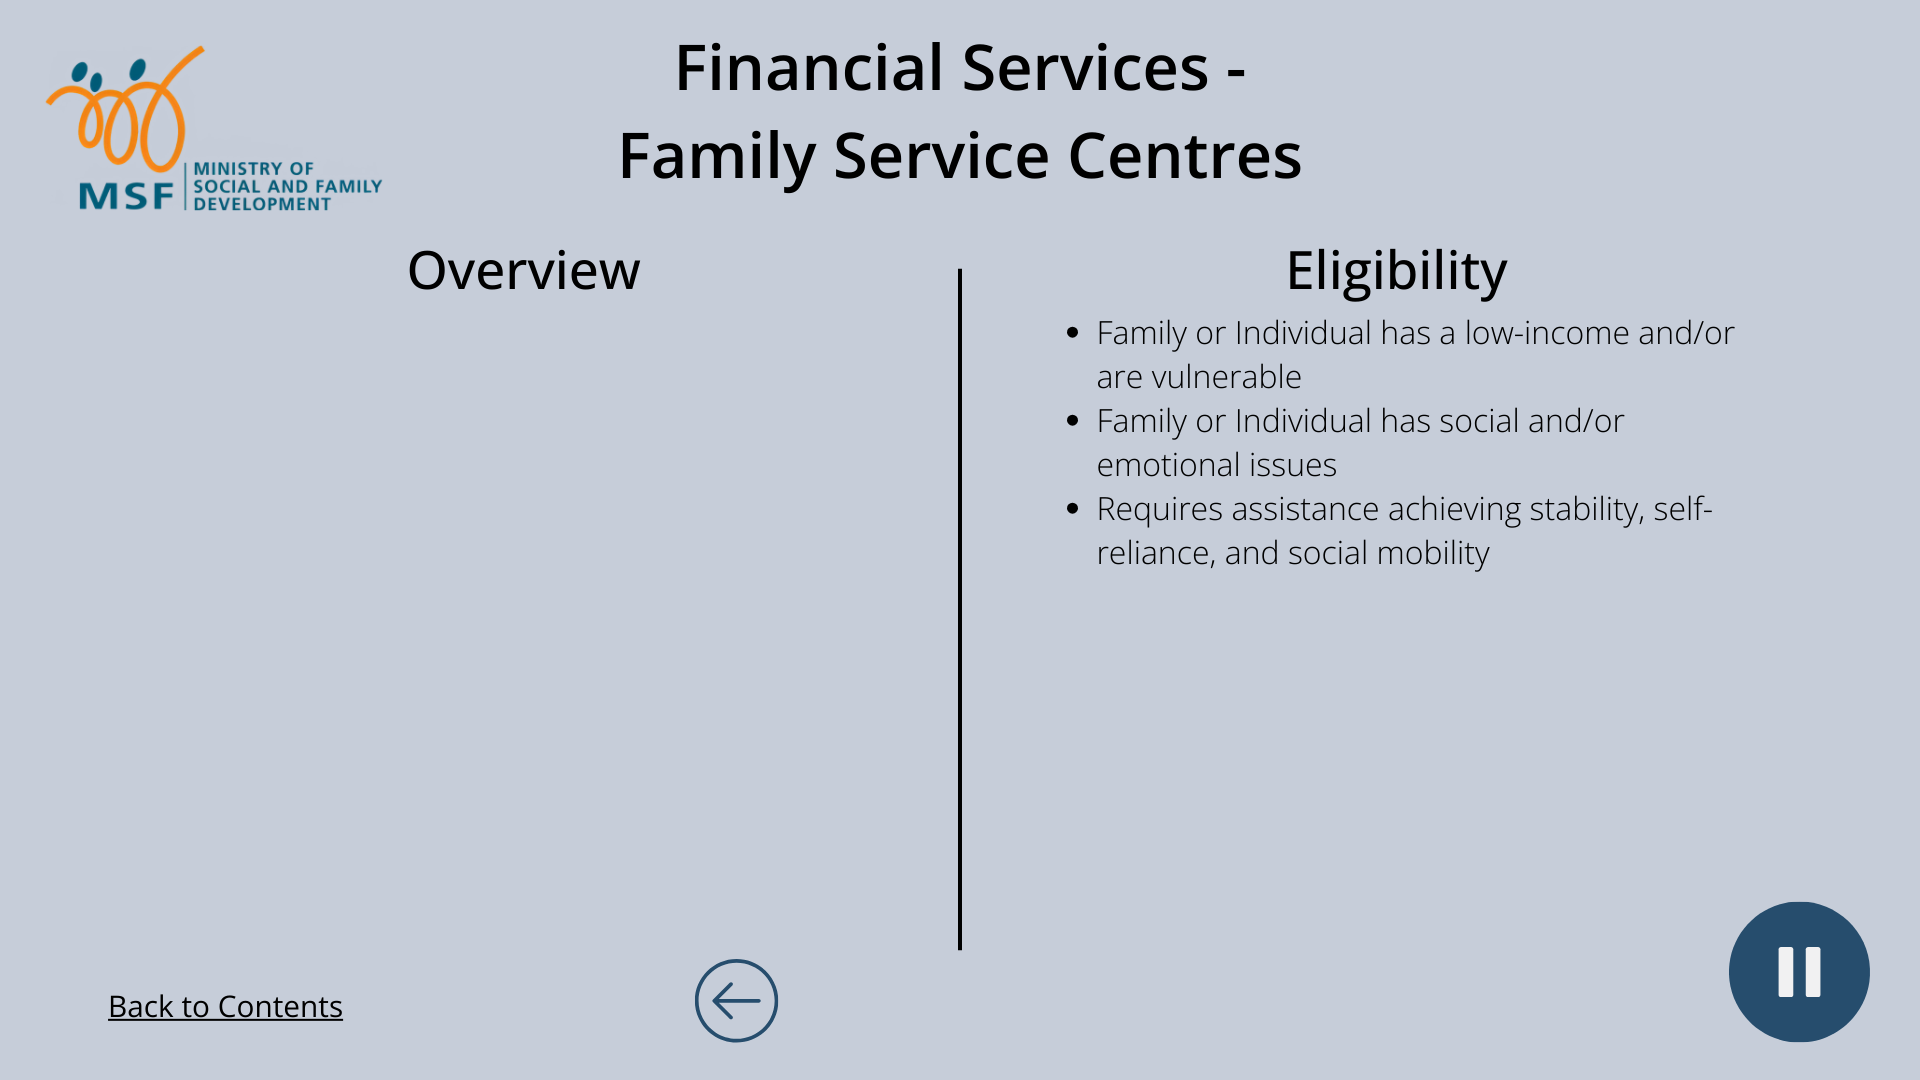 MSF
MINISTRY OF
SOCIAL AND FAMILY
DEVELOPMENT
Financial Services -
Family Service Centres
Overview
Eligibility
• Family or Individual has a low-income and/or
are vulnerable
• Family or Individual has social and/or
emotional issues
• Requires assistance achieving stability, self-
reliance, and social mobility
Back to Contents